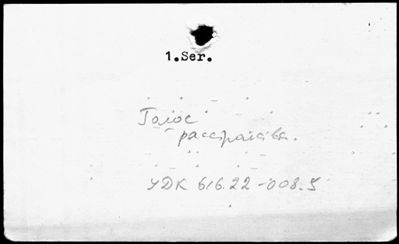 1.Ser.
Голос
расстройства.
УДК 616.22-008.5